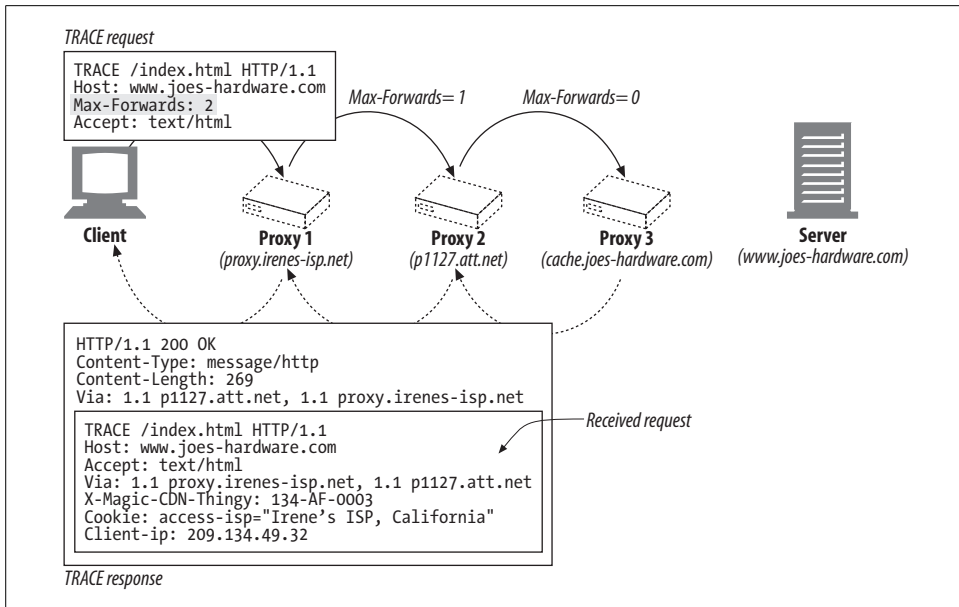 TRACE request
TRACE /index.html HTTP/1.1
Host: www.joes-hardware.com
Max-Forwards: 2
Accept: text/html
Max-Forwards= 1
Max-Forwards= 0
Client
Proxy 1
(proxy.irenes-isp.net)
Proxy 2
(p1127.att.net)
Proxy 3
(cache.joes-hardware.com)
Server
(www.joes-hardware.com)
HTTP/1.1 200 OK
Content-Type: message/http
Content-Length: 269
Via: 1.1 p1127.att.net, 1.1 proxy.irenes-isp.net
Received request
TRACE /index.html HTTP/1.1
Host: www.joes-hardware.com
Accept: text/html
Via: 1.1 proxy.irenes-isp.net, 1.1 p1127.att.net
X-Magic-CDN-Thingy: 134-AF-0003
Cookie: access-isp="Irene's ISP, California"
Client-ip: 209.134.49.32
TRACE response